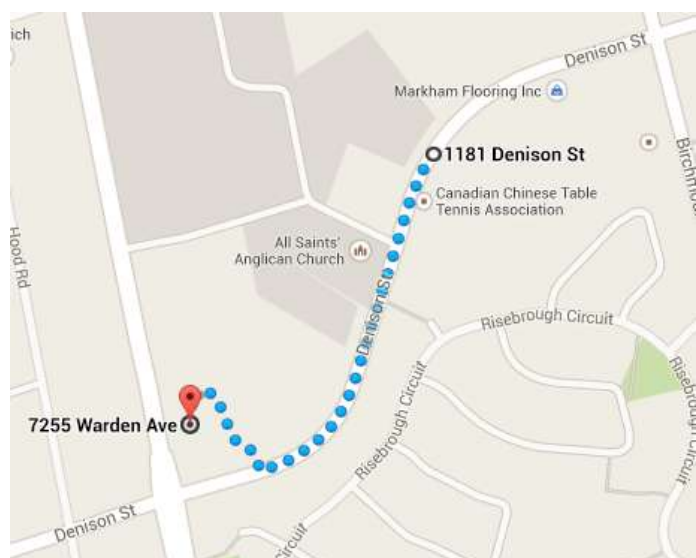 Denison St
Markham Flooring Inc
1181 Denison St
Canadian Chinese Table
Tennis Association
All Saints'
Anglican Church
Hood Rd
Denison St
Risebrough Circuit
Risebrough Circuit
Risebrough Circuit
7255 Warden Ave
Denison St